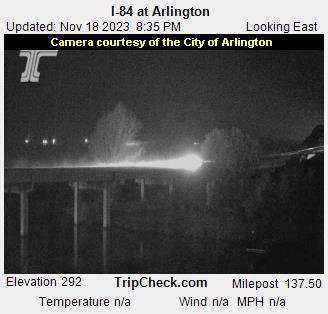 I-84 at Arlington
Updated: Nov 18 2023 8:35 PM Looking East
Camera courtesy of the City of Arlington
Elevation 292 TripCheck.com Milepost 137.50
Temperature n/a Wind n/a MPH n/a